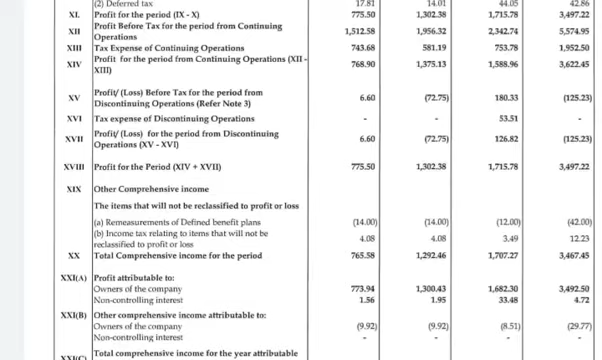 (2) Deferred tax 17.81 14.01 44.05 42.86
XI. Profit for the period (IX - X) 775.50 1,302.38 1,715.78 3,497.22
XII Profit Before Tax for the period from Continuing Operations 1,512.58 1,956.32 2,342.74 5,574.95
XIII Tax Expense of Continuing Operations 743.68 581.19 753.78 1,952.50
XIV Profit for the period from Continuing Operations (XII - XIII) 768.90 1,375.13 1,588.96 3,622.45
XV Profit/ (Loss) Before Tax for the period from Discontinuing Operations (Refer Note 3) 6.60 (72.75) 180.33 (125.23)
XVI Tax expense of Discontinuing Operations - - 53.51 -
XVII Profit/ (Loss) for the period from Discontinuing Operations (XV - XVI) 6.60 (72.75) 126.82 (125.23)
XVIII Profit for the Period (XIV + XVII) 775.50 1,302.38 1,715.78 3,497.22
XIX Other Comprehensive income
The items that will not be reclassified to profit or loss
(a) Remeasurements of Defined benefit plans (14.00) (14.00) (12.00) (42.00)
(b) Income tax relating to items that will not be reclassified to profit or loss 4.08 4.08 3.49 12.23
XX Total Comprehensive income for the period 765.58 1,292.46 1,707.27 3,467.45
XXI(A) Profit attributable to:
Owners of the company 773.94 1,300.43 1,682.30 3,492.50
Non-controlling interest 1.56 1.95 33.48 4.72
XXI(B) Other comprehensive income attributable to:
Owners of the company (9.92) (9.92) (8.51) (29.77)
Non-controlling interest - - - -
XXI(C) Total comprehensive income for the year attributable